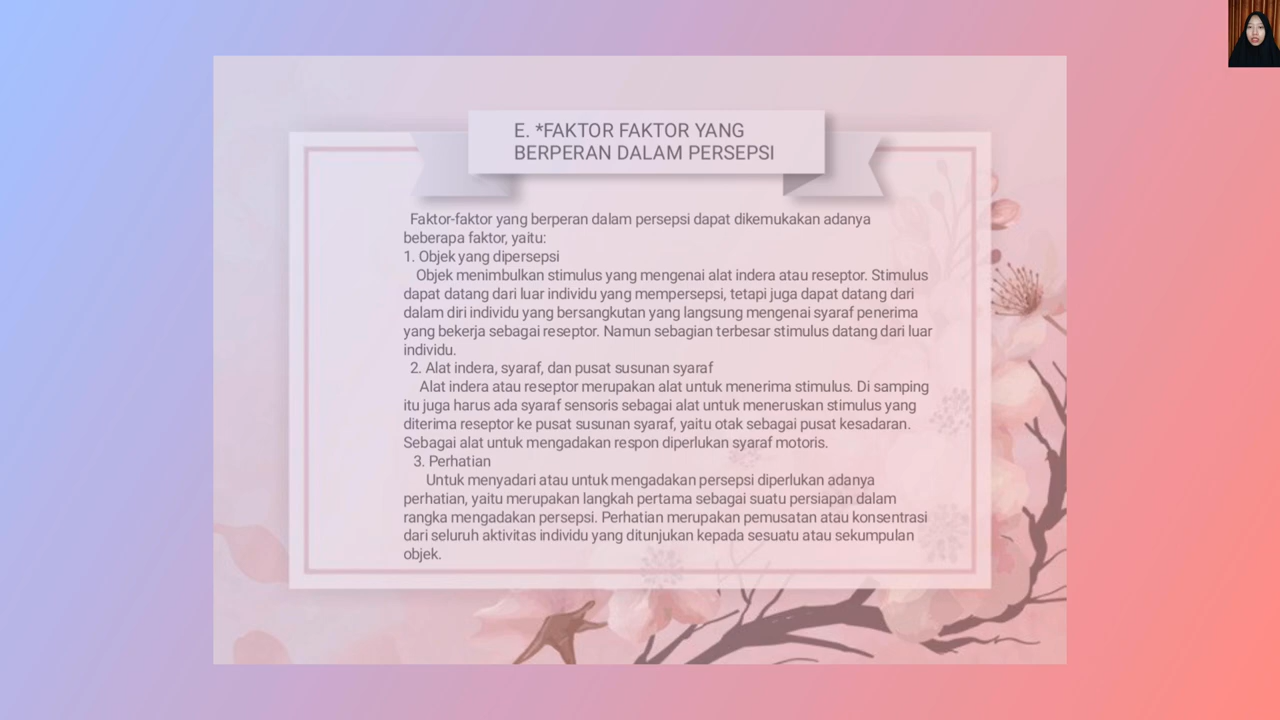 E. *FAKTOR FAKTOR YANG
BERPERAN DALAM PERSEPSI
Faktor-faktor yang berperan dalam persepsi dapat dikemukakan adanya
beberapa faktor, yaitu:
1. Objek yang dipersepsi
Objek menimbulkan stimulus yang mengenai alat indera atau reseptor. Stimulus
dapat datang dari luar individu yang mempersepsi, tetapi juga dapat datang dari
dalam diri individu yang bersangkutan yang langsung mengenai syaraf penerima
yang bekerja sebagai reseptor. Namun sebagian terbesar stimulus datang dari luar
individu.
2. Alat indera, syaraf, dan pusat susunan syaraf
Alat indera atau reseptor merupakan alat untuk menerima stimulus. Di samping
itu juga harus ada syaraf sensoris sebagai alat untuk meneruskan stimulus yang
diterima reseptor ke pusat susunan syaraf, yaitu otak sebagai pusat kesadaran.
Sebagai alat untuk mengadakan respon diperlukan syaraf motoris.
3. Perhatian
Untuk menyadari atau untuk mengadakan persepsi diperlukan adanya
perhatian, yaitu merupakan langkah pertama sebagai suatu persiapan dalam
rangka mengadakan persepsi. Perhatian merupakan pemusatan atau konsentrasi
dari seluruh aktivitas individu yang ditunjukan kepada sesuatu atau sekumpulan
objek.